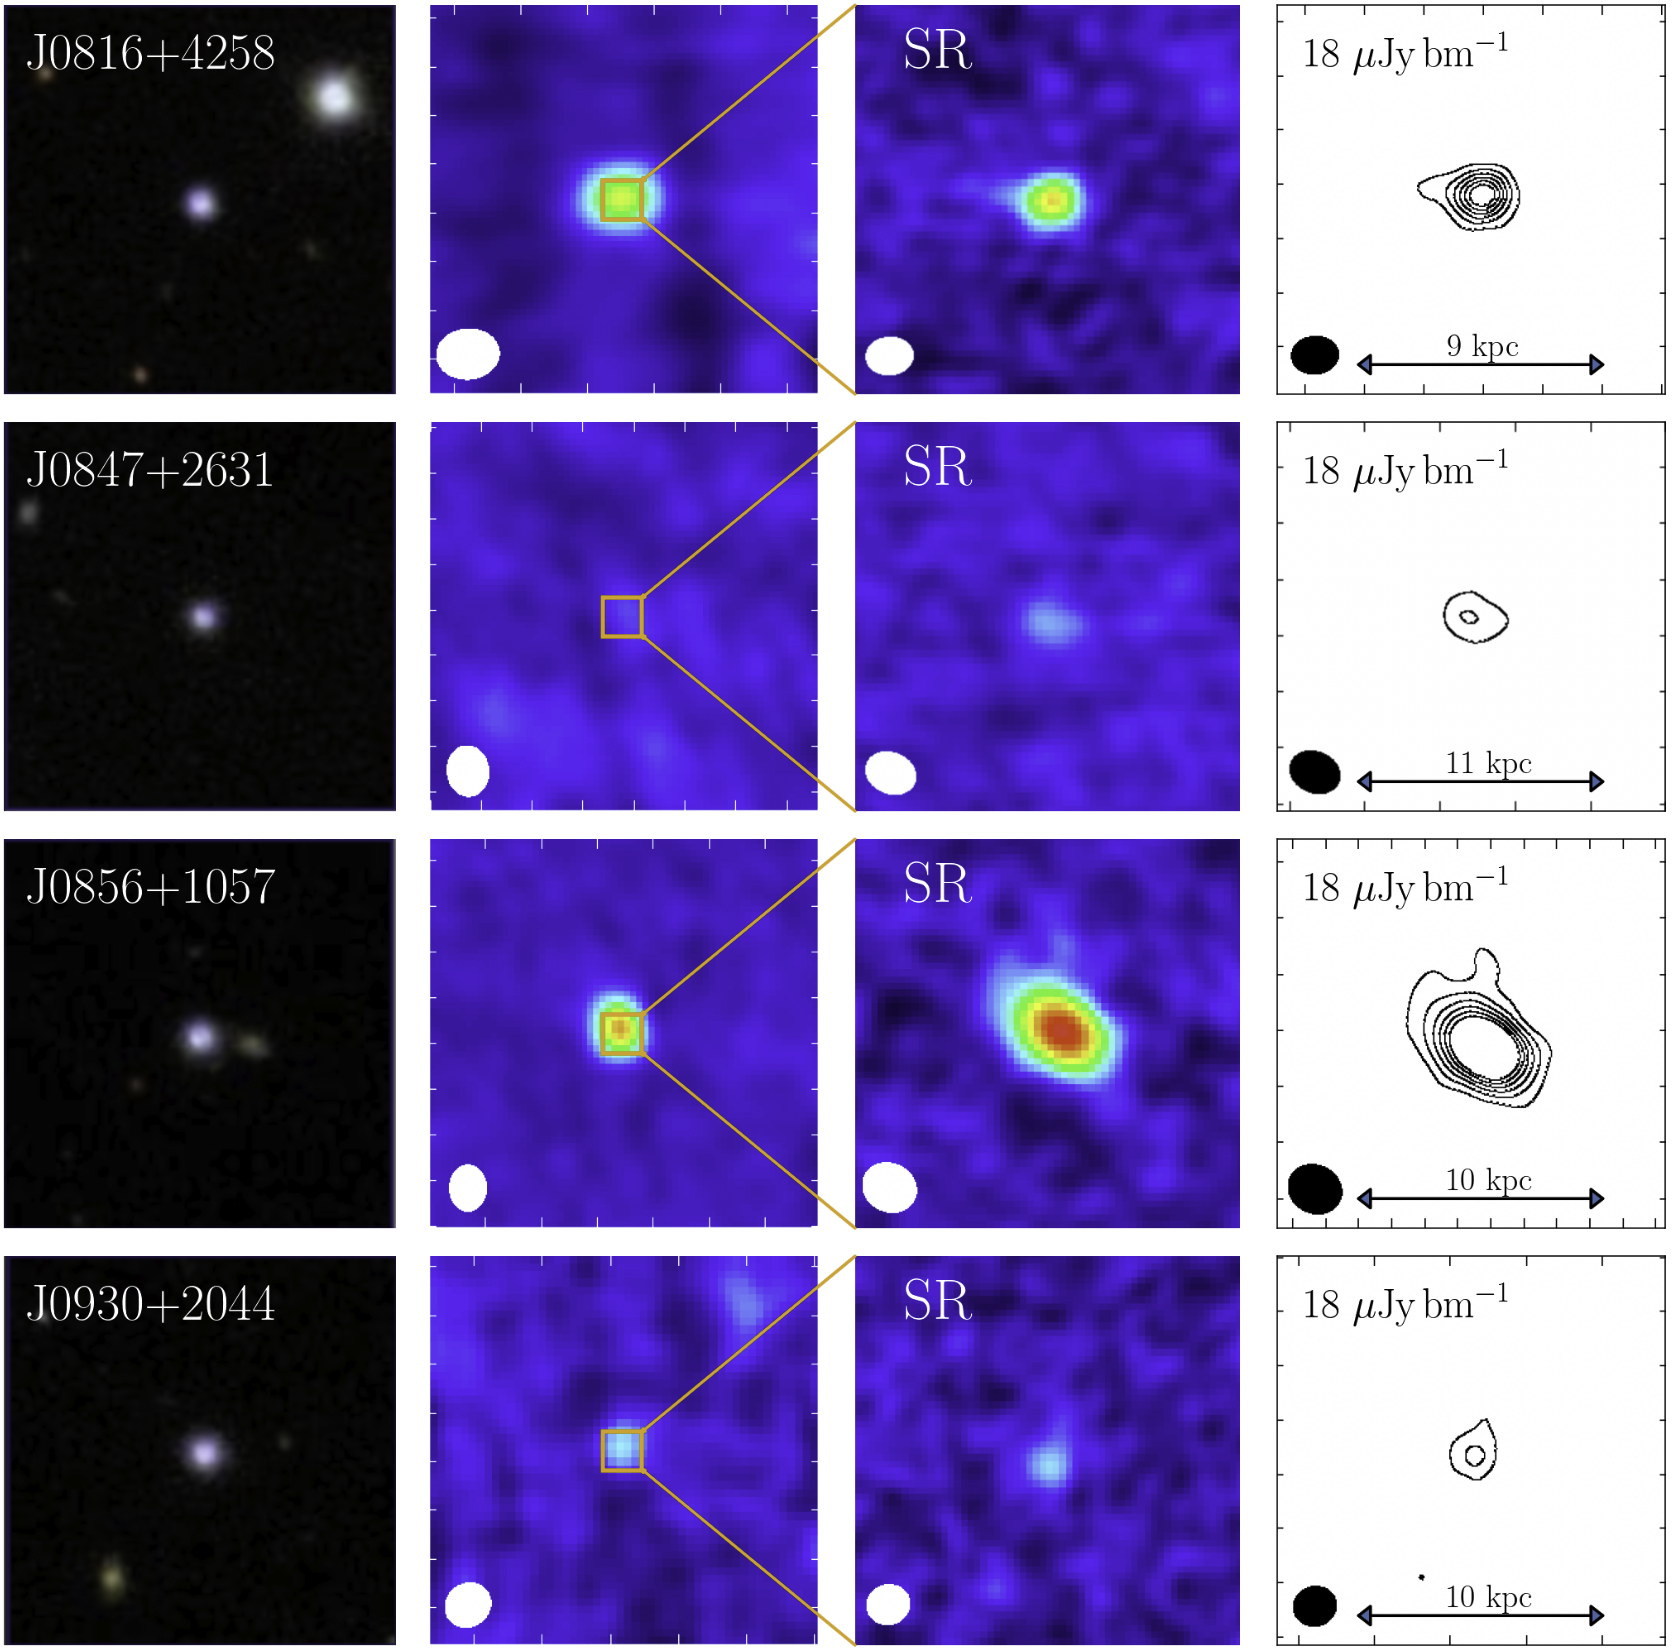 J0816+4258
SR
18 μJy bm⁻¹
9 kpc
J0847+2631
SR
18 μJy bm⁻¹
11 kpc
J0856+1057
SR
18 μJy bm⁻¹
10 kpc
J0930+2044
SR
18 μJy bm⁻¹
10 kpc